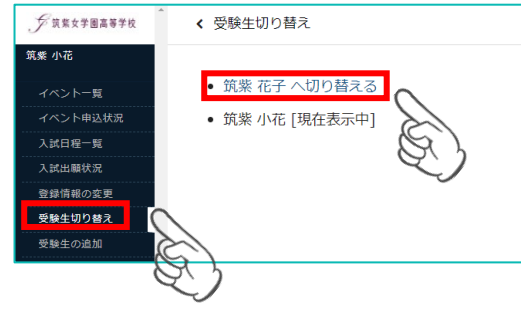 筑紫女学園高等学校
筑紫 小花
イベント一覧
イベント申込状況
入試日程一覧
入試出願状況
登録情報の変更
受験生切り替え
受験生の追加
受験生切り替え
• 筑紫 花子 へ切り替える
• 筑紫 小花 [現在表示中]